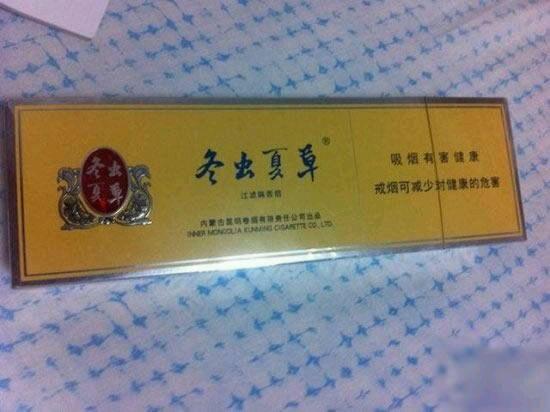 冬虫
夏草
冬虫夏草®
过滤嘴香烟
内蒙古昆明卷烟有限责任公司出品
INNER MONGOLIA KUNMING CIGARETTE CO., LTD.
吸烟有害健康
戒烟可减少对健康的危害